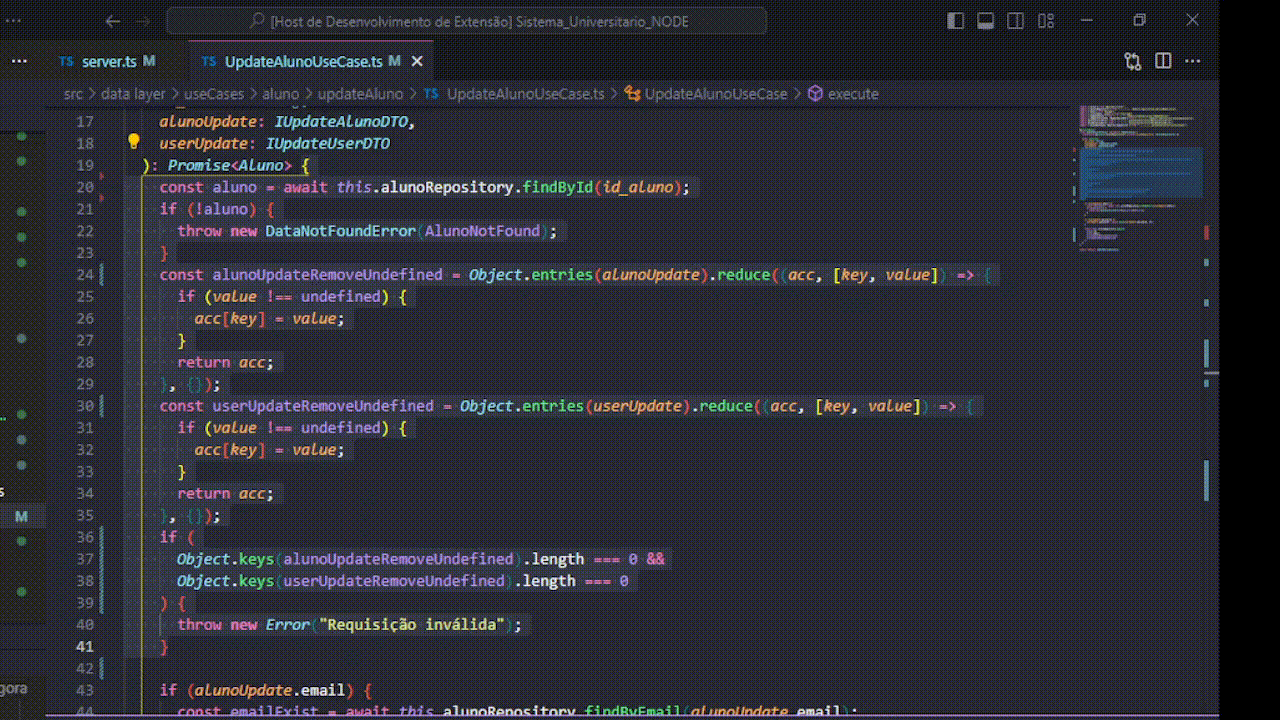 [Host de Desenvolvimento de Extensão] Sistema_Universitario_NODE
TS server.ts M TS UpdateAlunoUseCase.ts M
src > data layer > useCases > aluno > updateAluno > TS UpdateAlunoUseCase.ts > UpdateAlunoUseCase > execute
17 alunoUpdate: IUpdateAlunoDTO,
18 userUpdate: IUpdateUserDTO
19 ): Promise<Aluno> {
20 const aluno = await this.alunoRepository.findById(id_aluno);
21 if (!aluno) {
22 throw new DataNotFoundError(AlunoNotFound);
23 }
24 const alunoUpdateRemoveUndefined = Object.entries(alunoUpdate).reduce((acc, [key, value]) => {
25 if (value !== undefined) {
26 acc[key] = value;
27 }
28 return acc;
29 }, {});
30 const userUpdateRemoveUndefined = Object.entries(userUpdate).reduce((acc, [key, value]) => {
31 if (value !== undefined) {
32 acc[key] = value;
33 }
34 return acc;
35 }, {});
36 if (
37 Object.keys(alunoUpdateRemoveUndefined).length === 0 &&
38 Object.keys(userUpdateRemoveUndefined).length === 0
39 ) {
40 throw new Error("Requisição inválida");
41 }
42
43 if (alunoUpdate.email) {
44 const emailExist = await this.alunoRepository.findByEmail(alunoUpdate.email);
M
gora